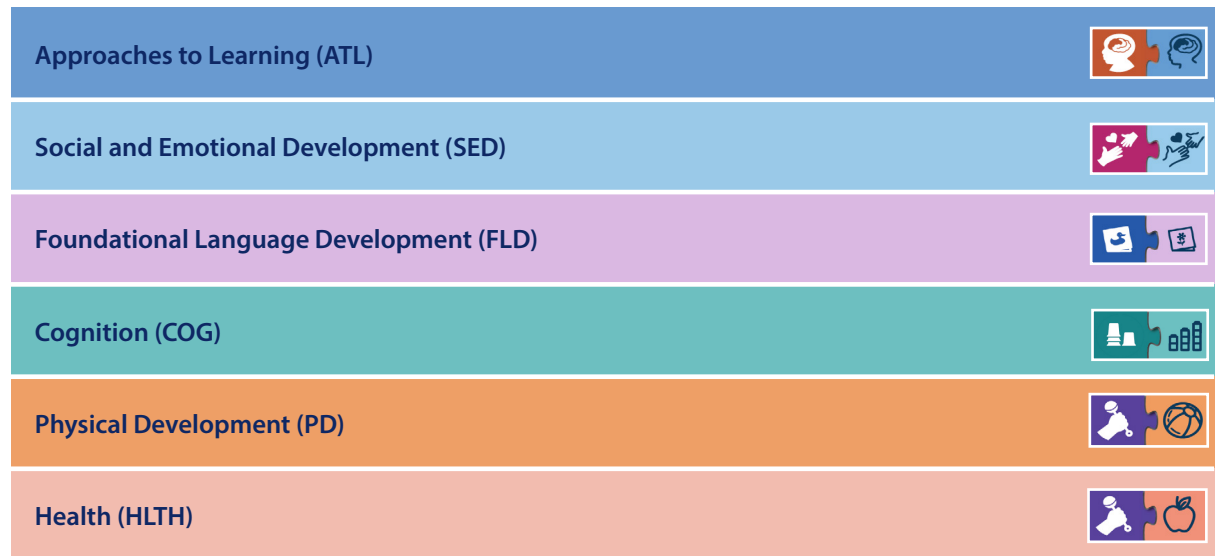 Approaches to Learning (ATL)
Social and Emotional Development (SED)
Foundational Language Development (FLD)
Cognition (COG)
Physical Development (PD)
Health (HLTH)